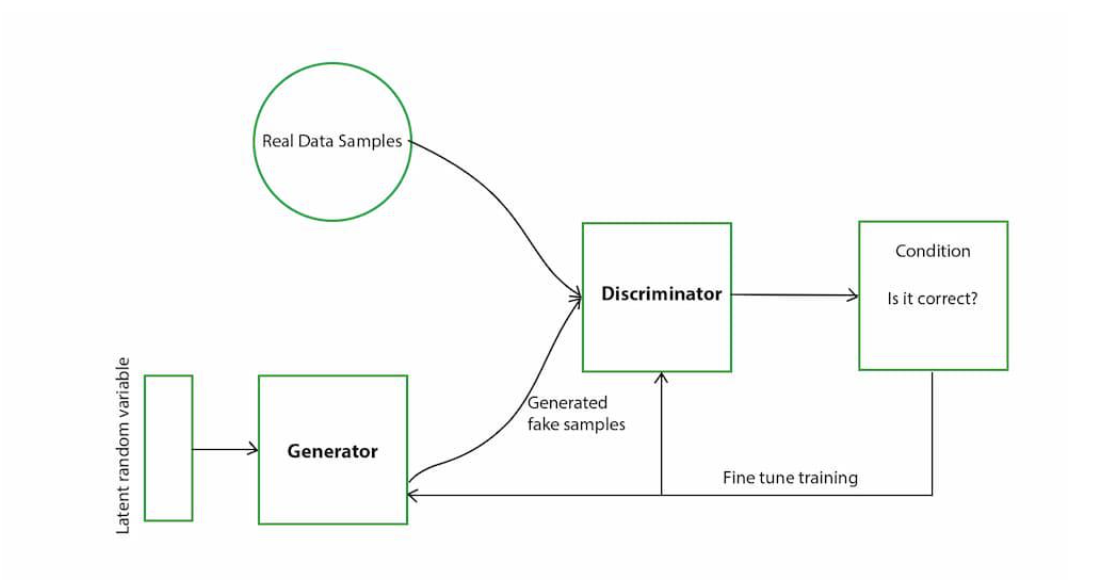 Real Data Samples
Condition
Is it correct?
Discriminator
Latent random variable
Generator
Generated
fake samples
Fine tune training